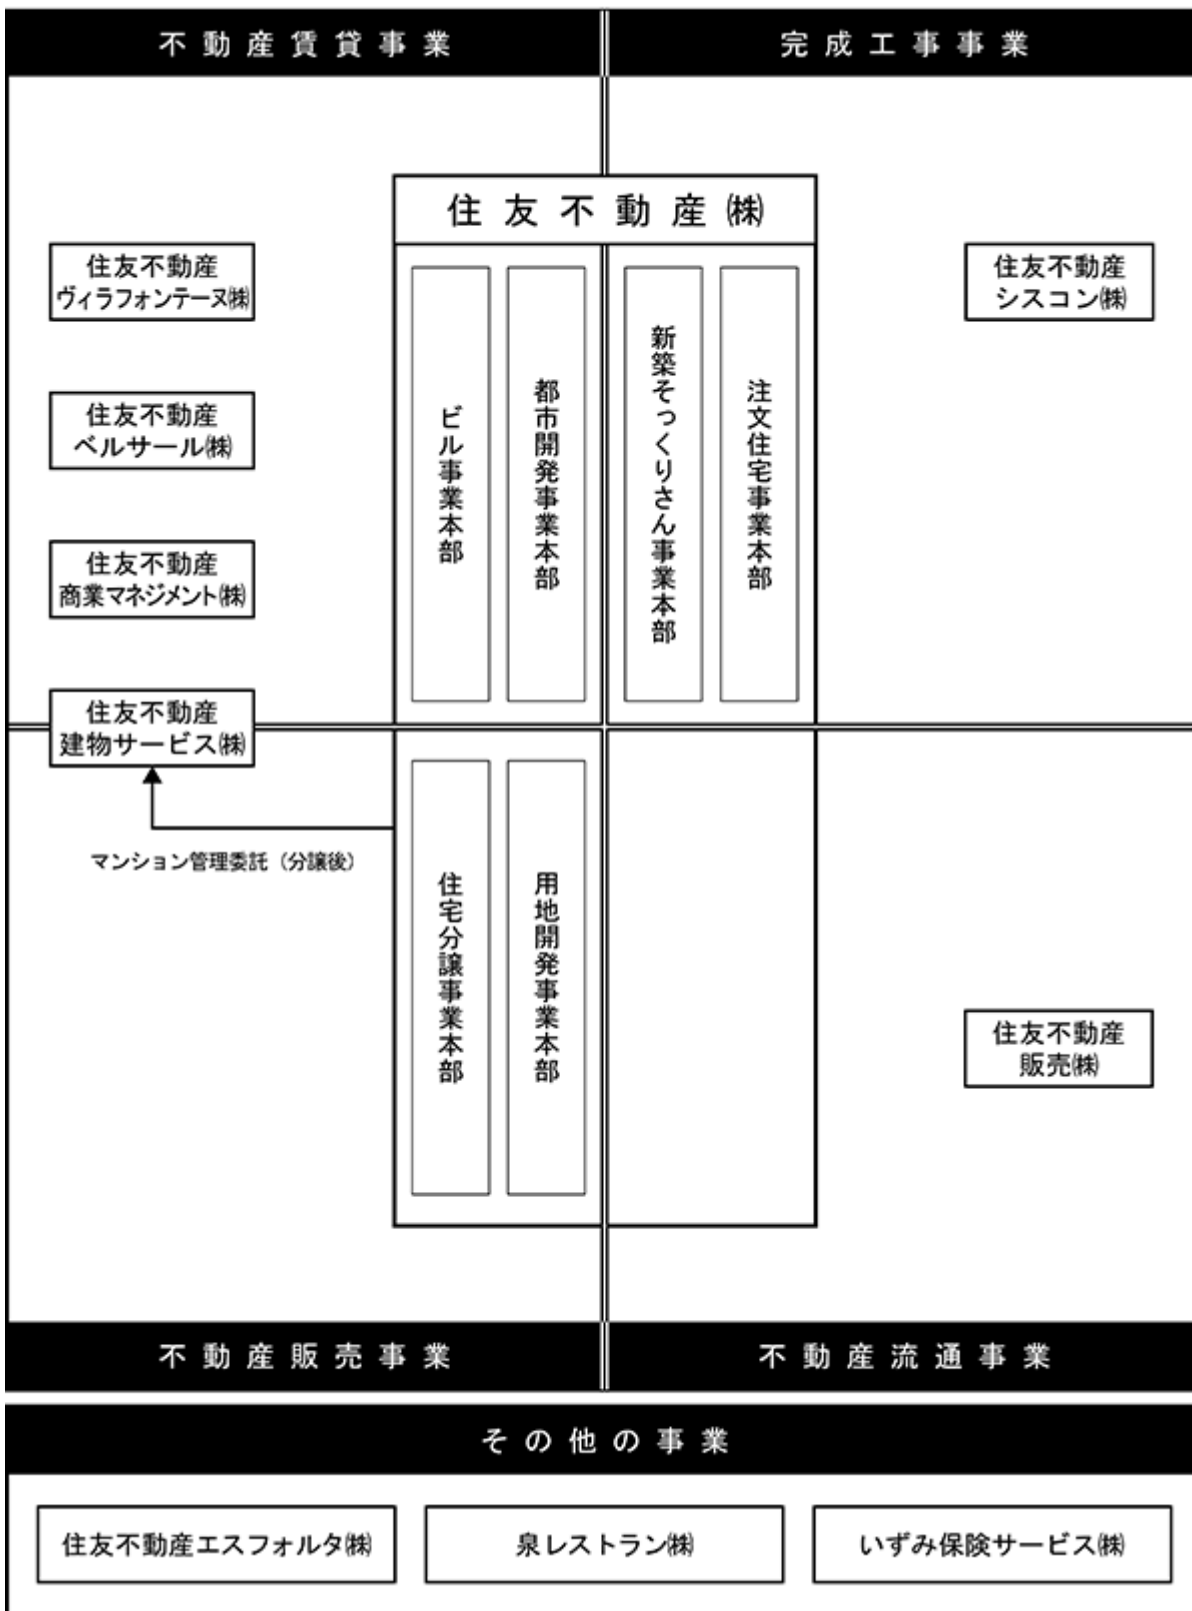 不動産賃貸事業
完成工事事業
住友不動産㈱
住友不動産
ヴィラフォンテーヌ㈱
住友不動産
ベルサール㈱
住友不動産
商業マネジメント㈱
住友不動産
建物サービス㈱
ビル事業本部
都市開発事業本部
新築そっくりさん事業本部
注文住宅事業本部
住友不動産
シスコン㈱
マンション管理委託（分譲後）
住宅分譲事業本部
用地開発事業本部
住友不動産
販売㈱
不動産販売事業
不動産流通事業
その他の事業
住友不動産エスフォルタ㈱
泉レストラン㈱
いずみ保険サービス㈱